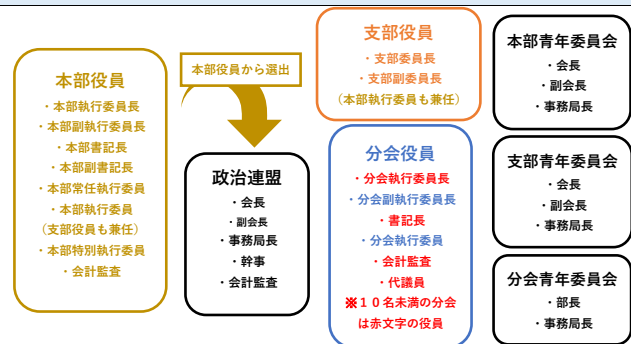 本部役員
・本部執行委員長
・本部副執行委員長
・本部書記長
・本部副書記長
・本部常任執行委員
・本部執行委員
（支部役員も兼任）
・本部特別執行委員
・会計監査
本部役員から選出
政治連盟
・会長
・副会長
・事務局長
・幹事
・会計監査
支部役員
・支部委員長
・支部副委員長
（本部執行委員も兼任）
分会役員
・分会執行委員長
・分会副執行委員長
・書記長
・分会執行委員
・会計監査
・代議員
※１０名未満の分会
は赤文字の役員
本部青年委員会
・会長
・副会長
・事務局長
支部青年委員会
・会長
・副会長
・事務局長
分会青年委員会
・部長
・事務局長